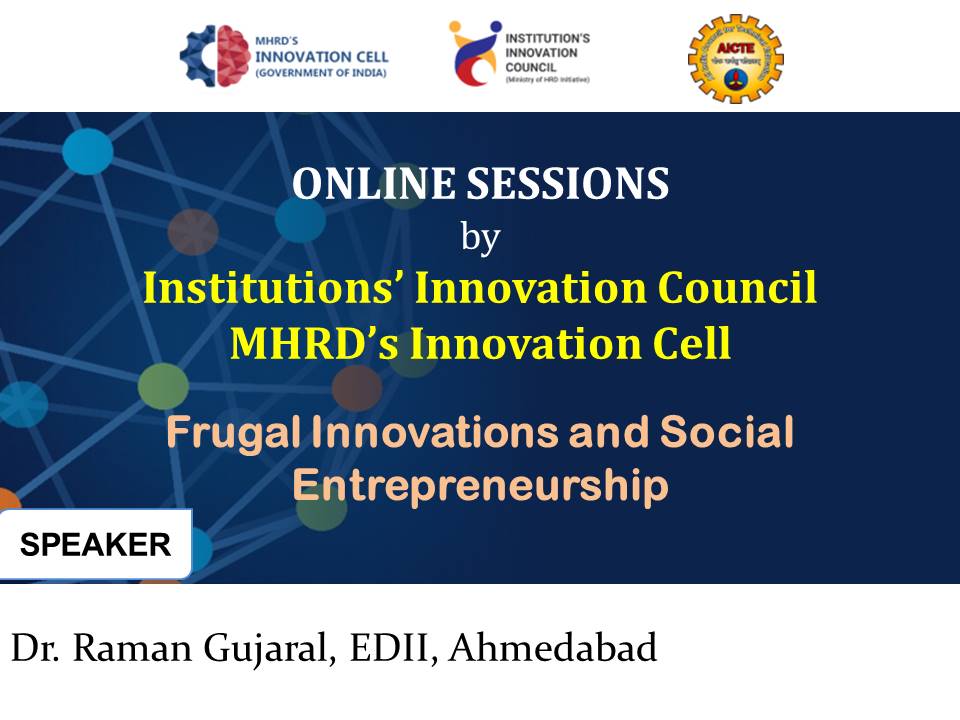 MHRD'S
INNOVATION CELL
(GOVERNMENT OF INDIA)
INSTITUTION'S
INNOVATION
COUNCIL
(Ministry of HRD Initiative)
AICTE
ONLINE SESSIONS
by
Institutions’ Innovation Council
MHRD’s Innovation Cell
Frugal Innovations and Social
Entrepreneurship
SPEAKER
Dr. Raman Gujaral, EDII, Ahmedabad